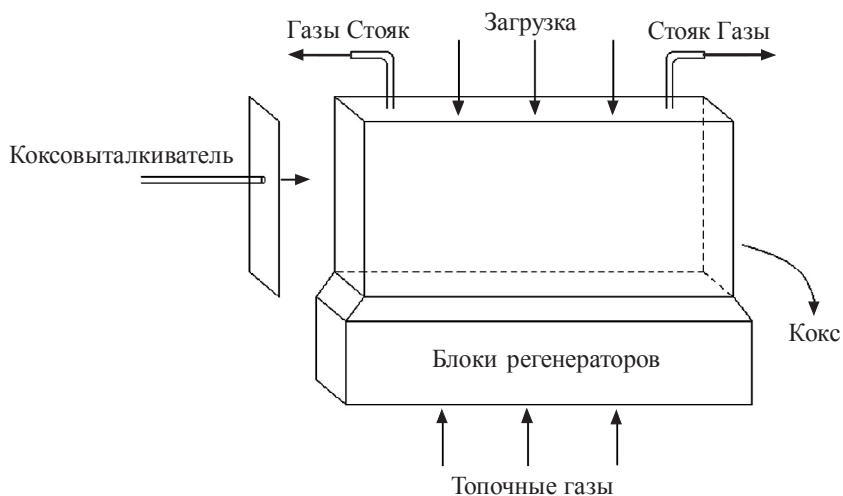 Газы Стояк
Загрузка
Стояк Газы
Коксовыталкиватель
Кокс
Блоки регенераторов
Топочные газы